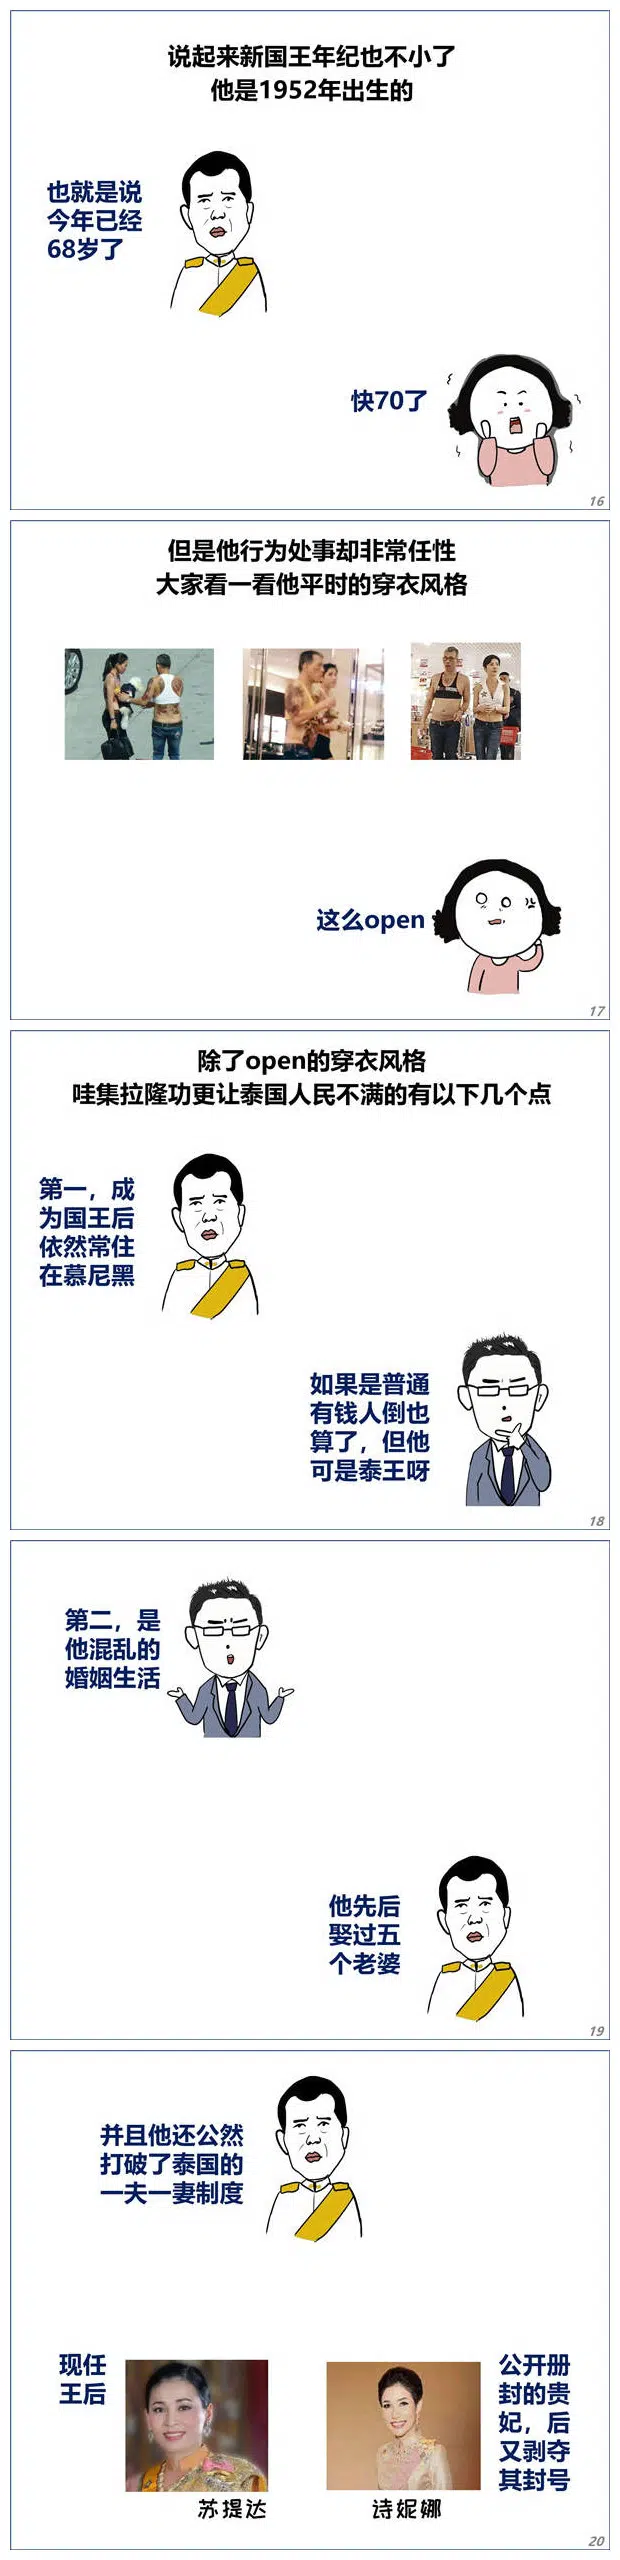 说起来新国王年纪也不小了
他是1952年出生的
也就是说
今年已经
68岁了
快70了
16
但是他行为处事却非常任性
大家看一看他平时的穿衣风格
这么open
17
除了open的穿衣风格
哇集拉隆功更让泰国人民不满的有以下几个点
第一，成
为国王后
依然常住
在慕尼黑
如果是普通
有钱人倒也
算了，但他
可是泰王呀
18
第二，是
他混乱的
婚姻生活
他先后
娶过五
个老婆
19
并且他还公然
打破了泰国的
一夫一妻制度
现任
王后
苏提达
公开册
封的贵
妃，后
又剥夺
其封号
诗妮娜
20